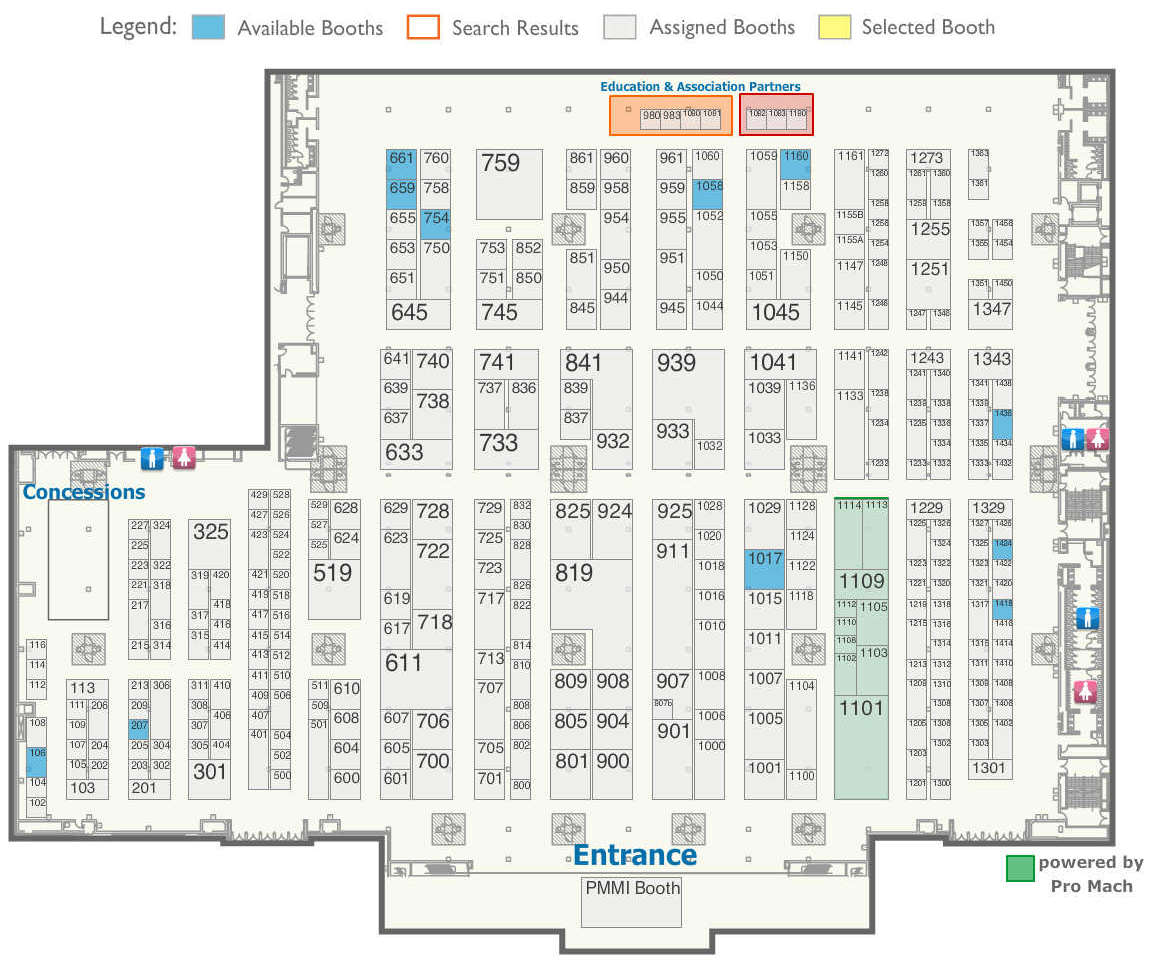 Legend: Available Booths Search Results Assigned Booths Selected Booth
Education & Association Partners
980 983 1080 1091 1082 1083 1180
661 760 759 861 960 961 1060 1059 1160 1161 1272 1273 1383
1260 1261 1360
659 758 859 958 959 1058 1158 1381
1258 1259 1358
655 754 954 955 1052 1055 1155B 1256 1255 1357 1456
653 750 753 852 1053 1155A 1254 1355 1454
851 950 951 1150 1147 1248 1251
651 751 850 1050 1051 1351 1450
944
645 745 845 945 1044 1045 1145 1246 1247 1346 1347
641 740 741 841 939 1041 1141 1242 1243 1343
1241 1340 1341 1438
639 737 836 839 1039 1136
738 1133 1238 1239 1338 1339
637 837 933 1235 1336 1337 1436
633 733 932 1032 1033 1334 1335 1434
1232 1233 1332 1333 1432
Concessions
429 528 529 628 629 728 729 832 825 924 925 1028 1029 1128 1114 1113 1229 1329
427 526 527 830 1225 1326 1327 1426
227 324 325 423 524 525 624 623 722 725 828 911 1020 1124 1324 1325 1424
225 522 1017
223 322 519 723 819 1018 1122 1223 1322 1323 1422
319 420 421 520 1109
221 318 826 1221 1320 1321 1420
419 518 619 717 822 1016 1015 1118
217 418 1112 1105 1219 1318 1317 1418
317 417 516 617 718 1110 1215 1316 1416
316 416 1010
116 315 415 514 1011 1108
215 314 414 814 1314 1315 1414
413 512 611 713 1102 1103
114 810 1213 1312 1311 1410
411 510 809 908 907 1008 1007
112 113 213 306 311 410 511 610 707 1104 1209 1310 1309 1408
409 506 1101
111 206 209 308 509 808 907b 1308 1307 1406
108 109 207 307 406 407 501 608 607 706 806 805 904 901 1006 1005 1306 1305 1402
401 504
107 204 205 304 305 404 604 605 705 802 1000 1302 1303
106 105 202 203 302 301 502 700 801 900 1203 1301
1001
104 103 201 500 600 601 701 800 1100 1201 1300
102
Entrance
powered by
Pro Mach
PMMI Booth